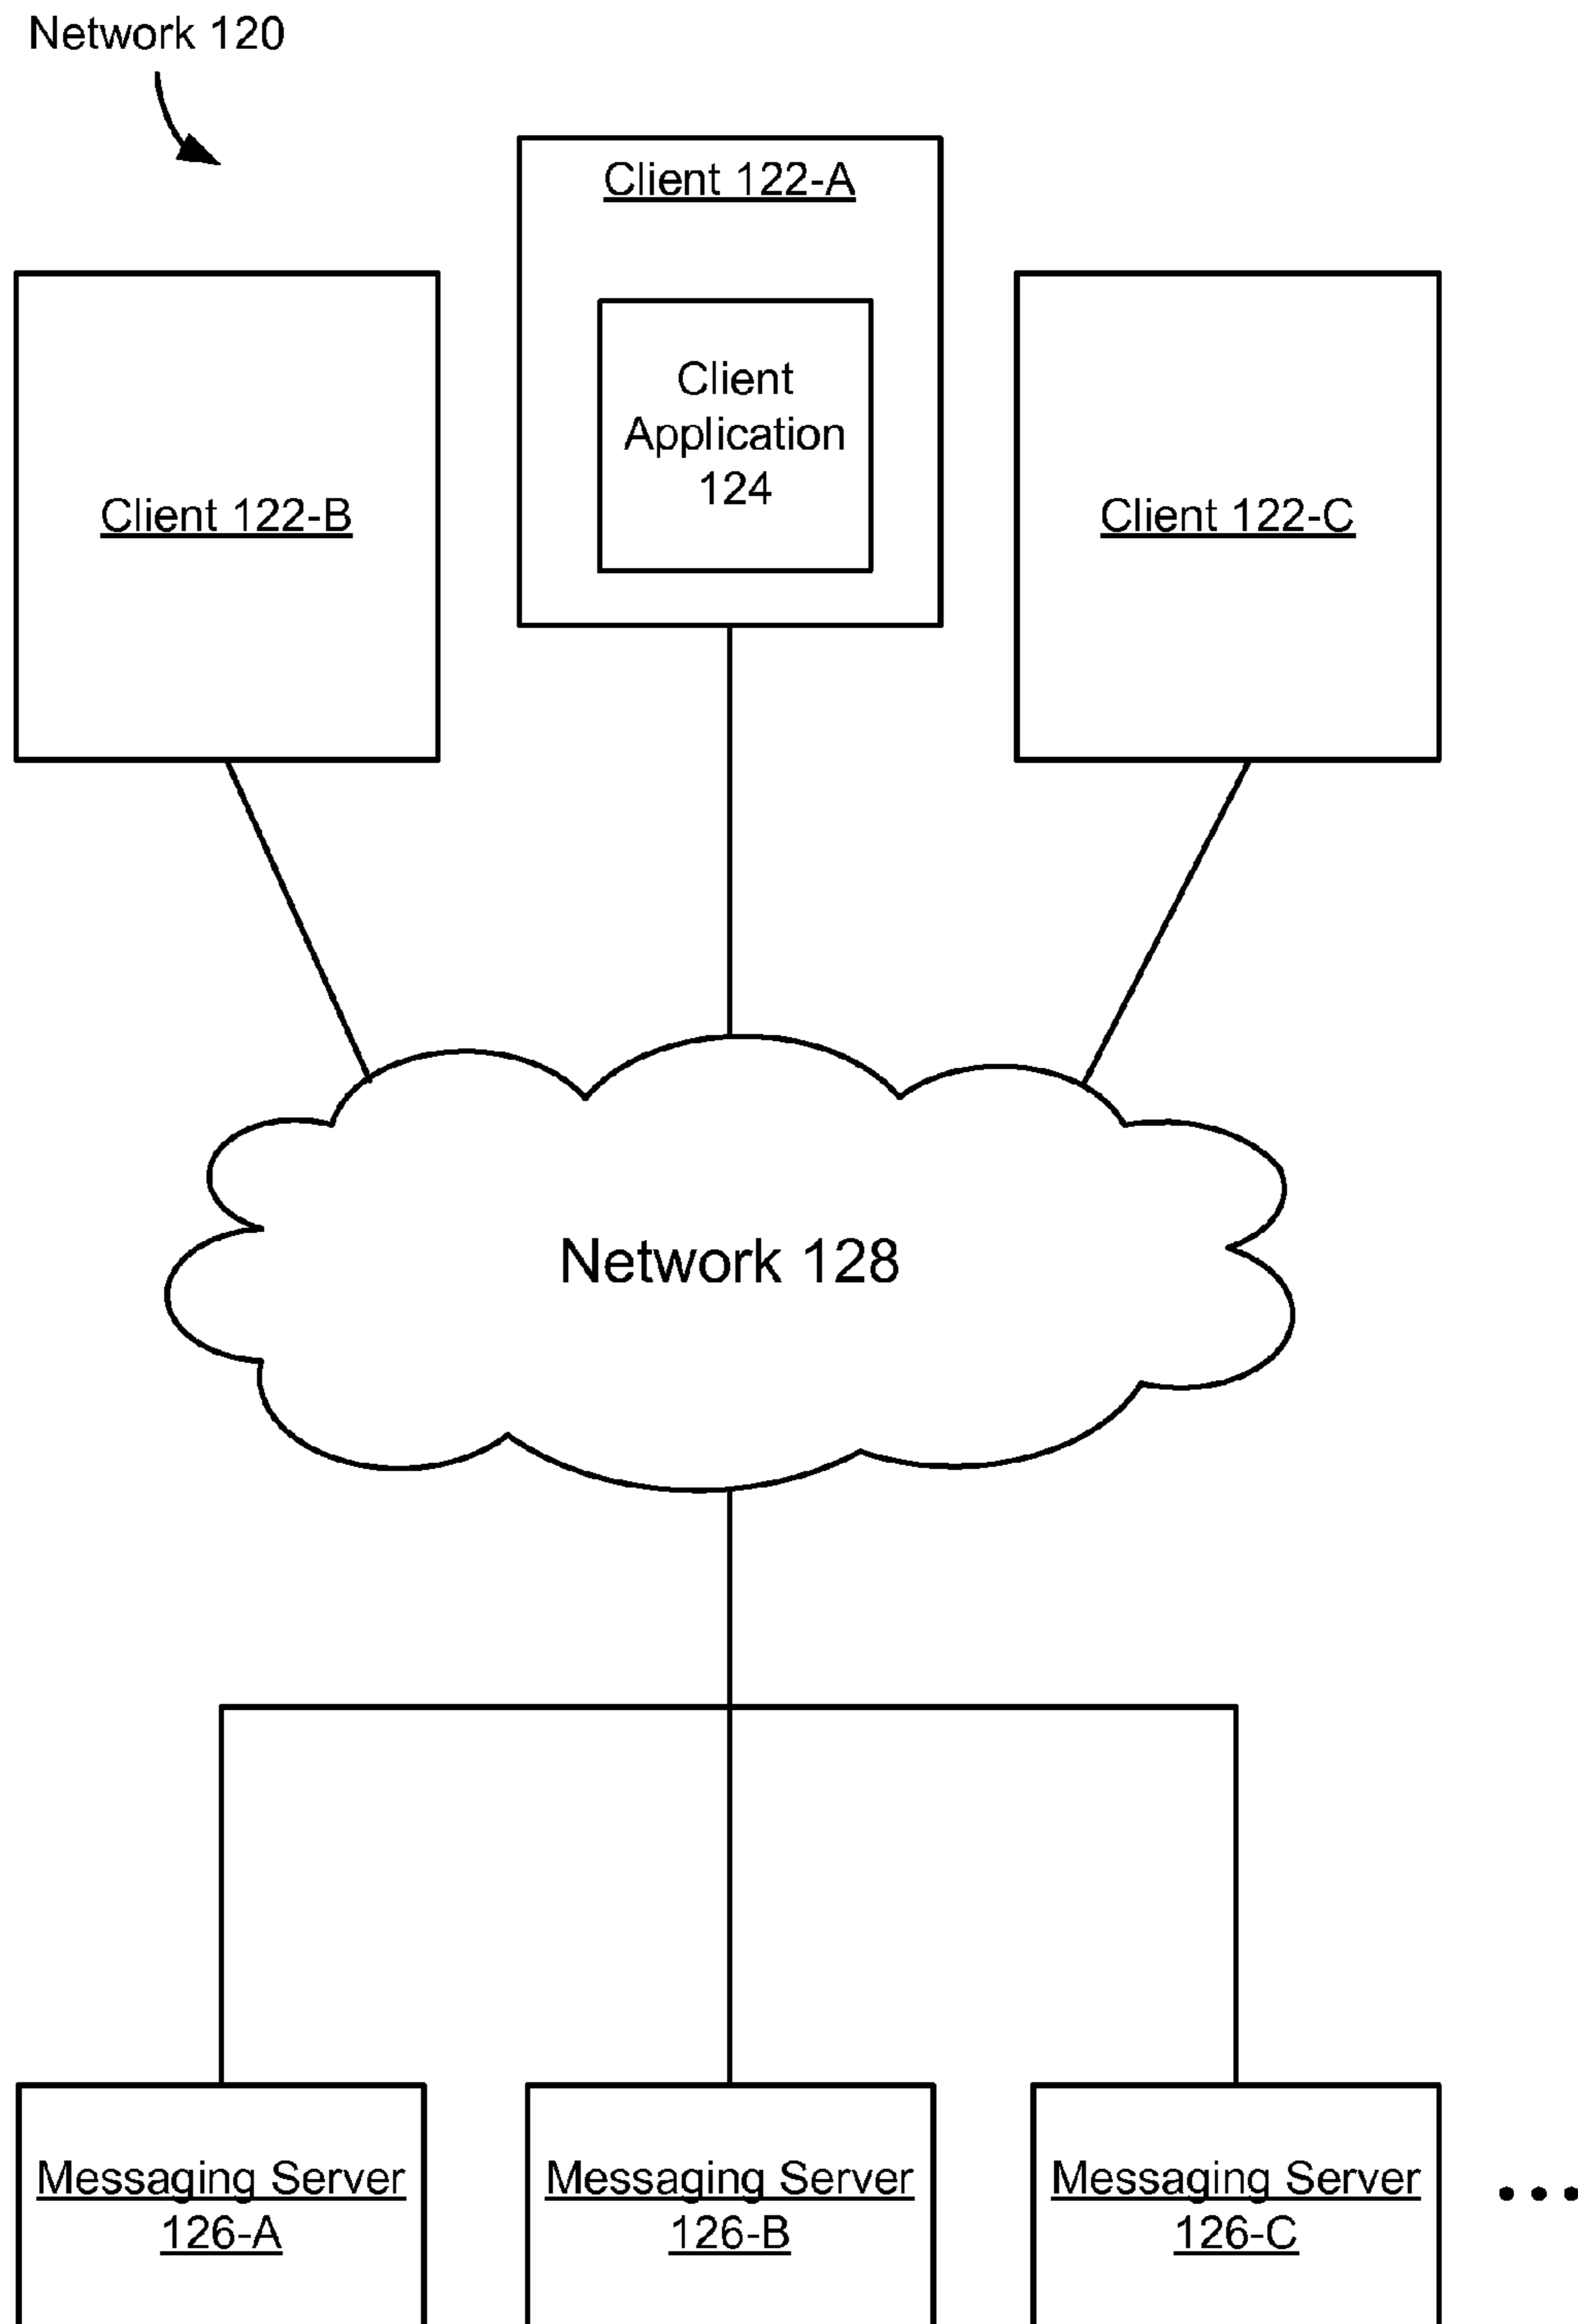 Network 120
Client 122-A
Client
Application
124
Client 122-B
Client 122-C
Network 128
Messaging Server
126-A
Messaging Server
126-B
Messaging Server
126-C
...